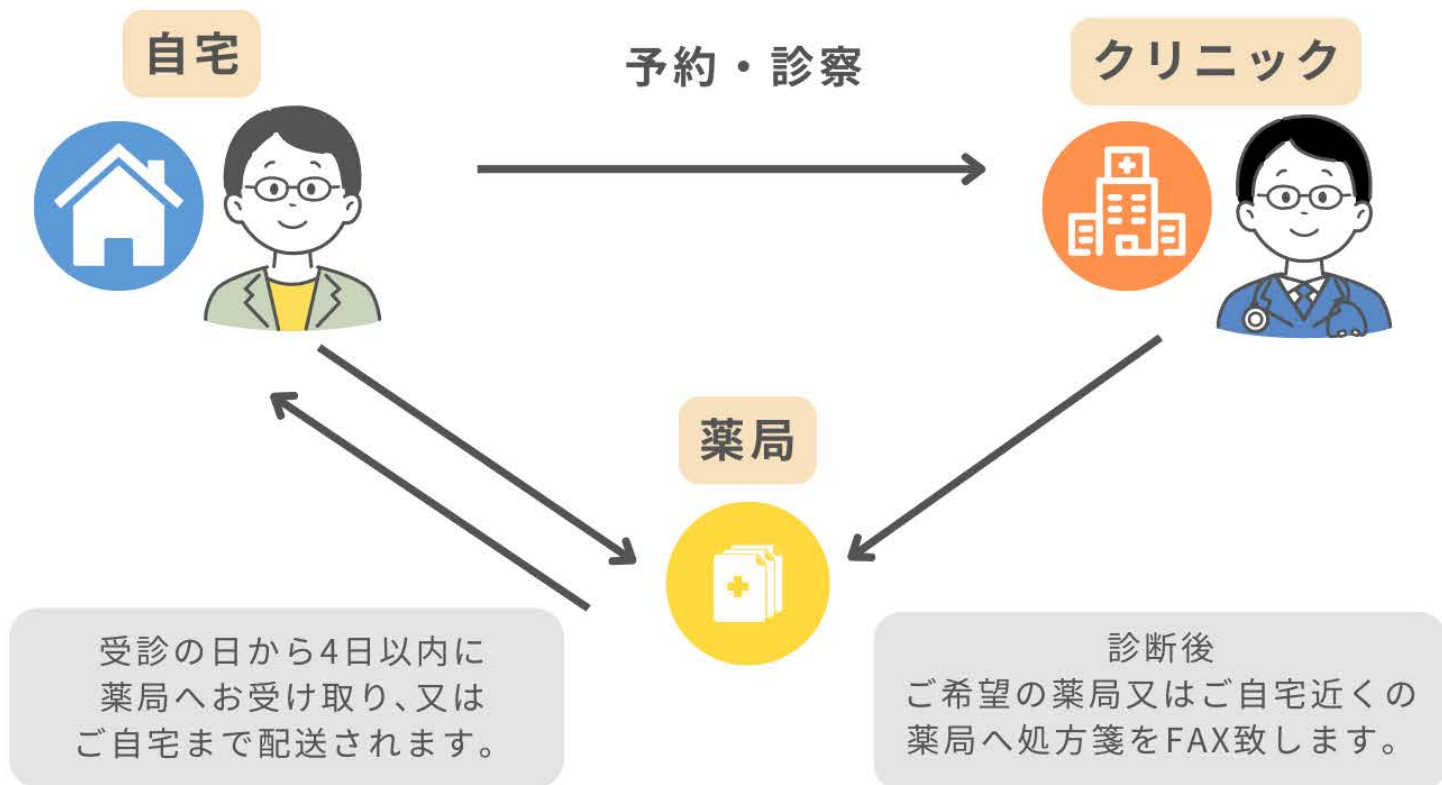 自宅
予約・診察
クリニック
薬局
受診の日から4日以内に
薬局へお受け取り、又は
ご自宅まで配送されます。
診断後
ご希望の薬局又はご自宅近くの
薬局へ処方箋をFAX致します。